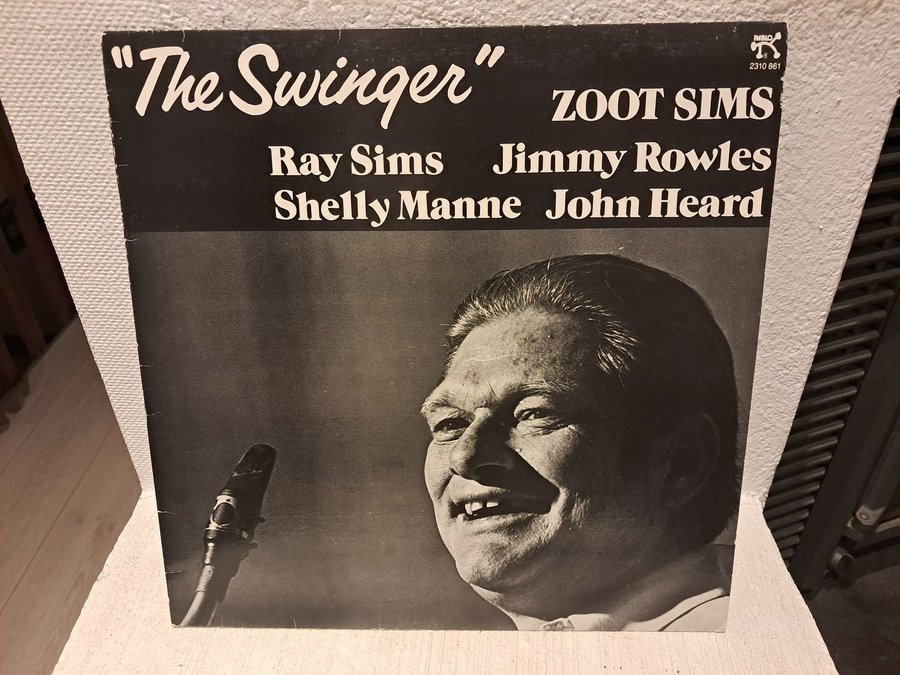 "The Swinger"
PABLO
2310 861
ZOOT SIMS
Ray Sims Jimmy Rowles
Shelly Manne John Heard